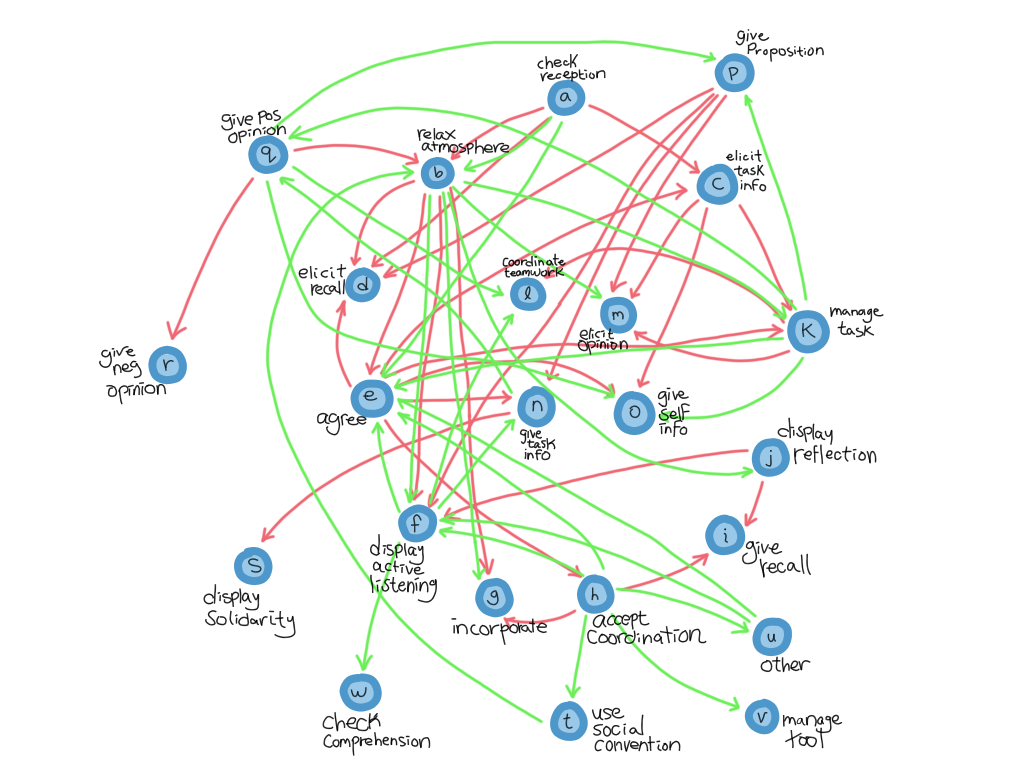 give
Proposition
P
check
reception
a
give pos
opinion
q
relax
atmosphere
b
elicit
task
info
C
elicit
recall
d
coordinate
teamwork
l
m
elicit
opinion
manage
task
K
give
neg
opinion
r
e
agree
n
give
task
info
O
give
self
info
display
reflection
j
f
display
active
listening
i
give
recall
S
display
Solidarity
g
incorporate
h
accept
Coordination
u
other
w
check
Comprehension
t
use
social
convention
v
manage
tool